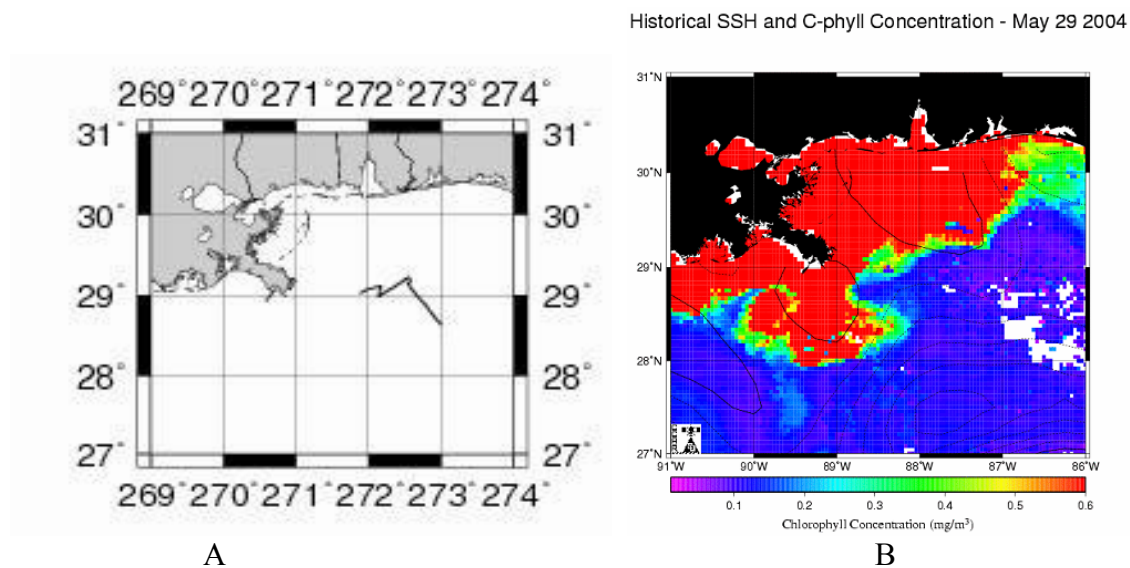 Historical SSH and C-phyll Concentration - May 29 2004
269° 270° 271° 272° 273° 274°
31° 31°
30° 30°
29° 29°
28° 28°
27° 27°
269° 270° 271° 272° 273° 274°
A
31°N
30°N
29°N
28°N
27°N
91°W 90°W 89°W 88°W 87°W 86°W
0.1 0.2 0.3 0.4 0.5 0.6
Chlorophyll Concentration (mg/m³)
B